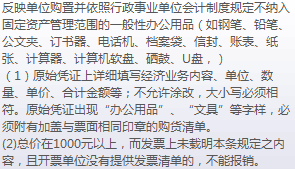 反映单位购置并依照行政事业单位会计制度规定不纳入
固定资产管理范围的一般性办公用品（如钢笔、铅笔、
公文夹、订书器、电话机、档案袋、信封、账表、纸
张、计算器、计算机软盘、硒鼓、U盘，）
（1）原始凭证上详细填写经济业务内容、单位、数
量、单价、合计金额等；不允许涂改，大小写必须相
符。原始凭证出现“办公用品”、“文具”等字样，必
须附有加盖与票面相同印章的购货清单。
(2)总价在1000元以上，而发票上未载明本条规定之内
容，且开票单位没有提供发票清单的，不能报销。